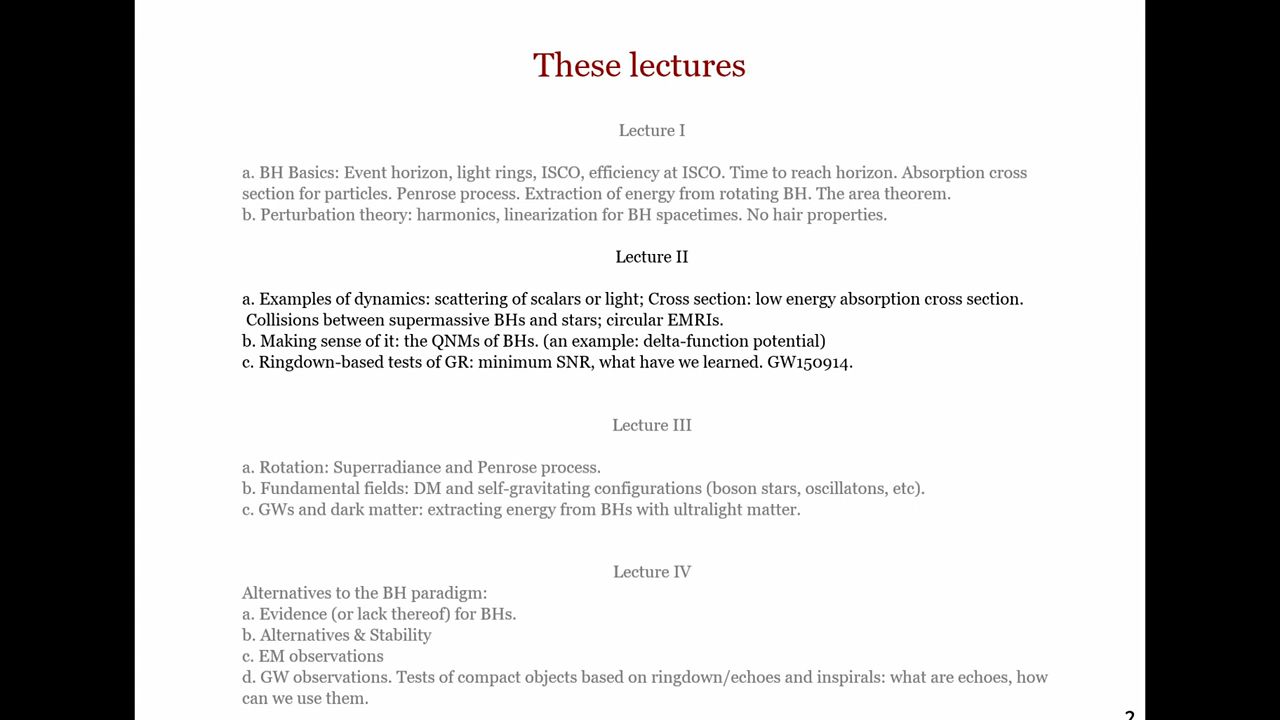 These lectures
Lecture I
a. BH Basics: Event horizon, light rings, ISCO, efficiency at ISCO. Time to reach horizon. Absorption cross
section for particles. Penrose process. Extraction of energy from rotating BH. The area theorem.
b. Perturbation theory: harmonics, linearization for BH spacetimes. No hair properties.
Lecture II
a. Examples of dynamics: scattering of scalars or light; Cross section: low energy absorption cross section.
Collisions between supermassive BHs and stars; circular EMRIs.
b. Making sense of it: the QNMs of BHs. (an example: delta-function potential)
c. Ringdown-based tests of GR: minimum SNR, what have we learned. GW150914.
Lecture III
a. Rotation: Superradiance and Penrose process.
b. Fundamental fields: DM and self-gravitating configurations (boson stars, oscillatons, etc).
c. GWs and dark matter: extracting energy from BHs with ultralight matter.
Lecture IV
Alternatives to the BH paradigm:
a. Evidence (or lack thereof) for BHs.
b. Alternatives & Stability
c. EM observations
d. GW observations. Tests of compact objects based on ringdown/echoes and inspirals: what are echoes, how
can we use them.
2